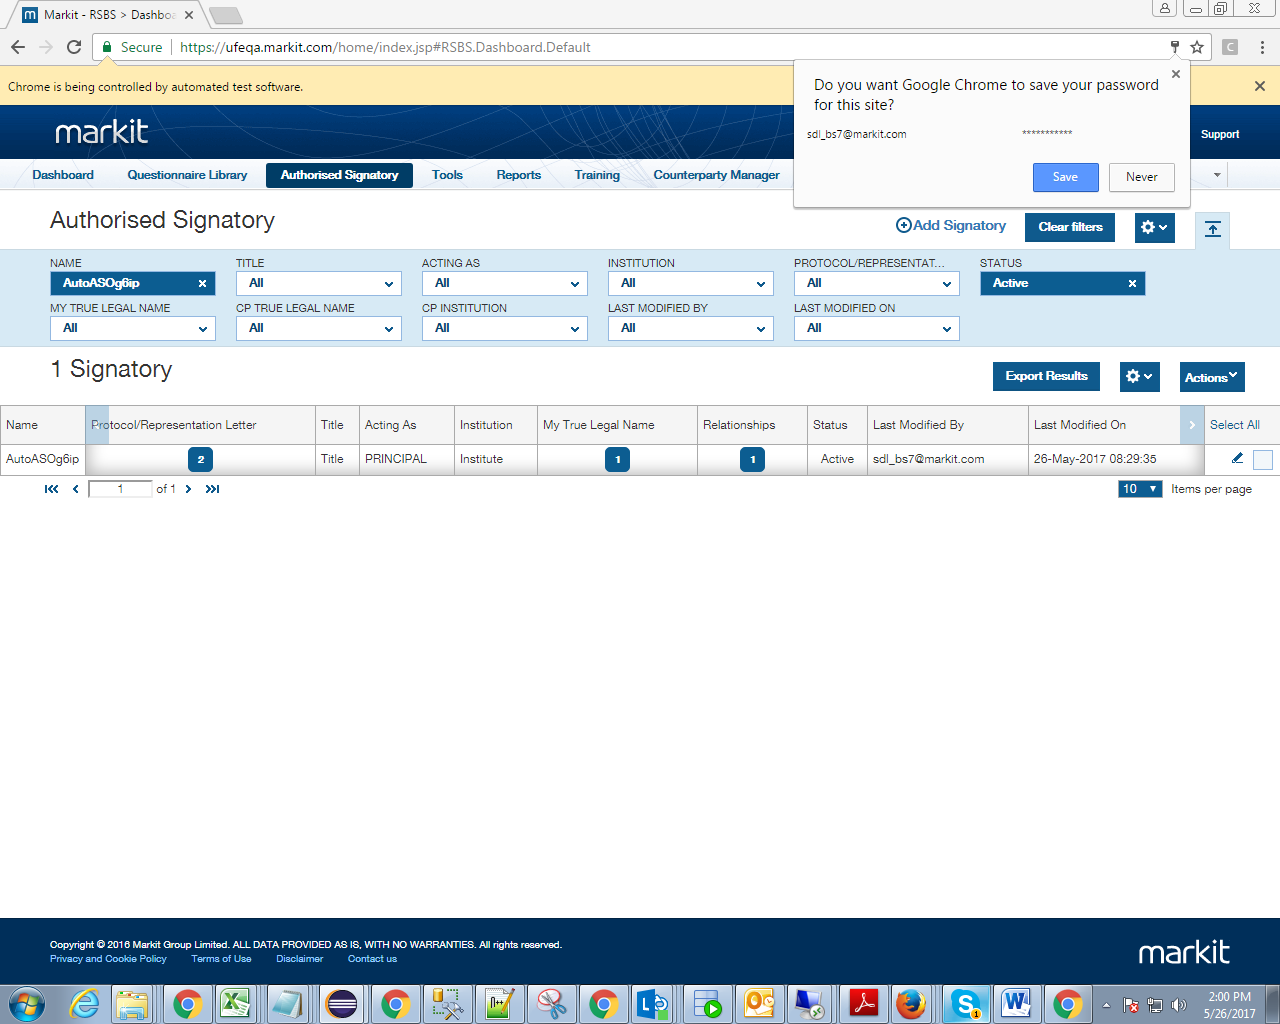 Markit - RSBS > Dashboa
Secure
https://ufeqa.markit.com/home/index.jsp#RSBS.Dashboard.Default
Chrome is being controlled by automated test software.
Do you want Google Chrome to save your password
for this site?
sdl_bs7@markit.com ***********
Save Never
markit
Support
Dashboard Questionnaire Library Authorised Signatory Tools Reports Training Counterparty Manager
Authorised Signatory
Add Signatory Clear filters
NAME TITLE ACTING AS INSTITUTION PROTOCOL/REPRESENTAT... STATUS
AutoASOg6ip All All All All Active
MY TRUE LEGAL NAME CP TRUE LEGAL NAME CP INSTITUTION LAST MODIFIED BY LAST MODIFIED ON
All All All All All
1 Signatory
Export Results Actions
Name Protocol/Representation Letter Title Acting As Institution My True Legal Name Relationships Status Last Modified By Last Modified On Select All
AutoASOg6ip 2 Title PRINCIPAL Institute 1 1 Active sdl_bs7@markit.com 26-May-2017 08:29:35
1 of 1 10 Items per page
Copyright © 2016 Markit Group Limited. ALL DATA PROVIDED AS IS, WITH NO WARRANTIES. All rights reserved.
Privacy and Cookie Policy Terms of Use Disclaimer Contact us
markit
2:00 PM
5/26/2017